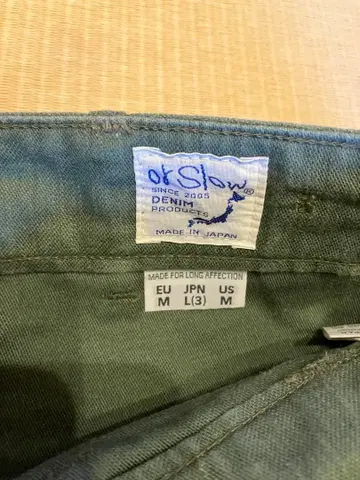 orSlow®
SINCE 2005
DENIM
PRODUCTS
MADE IN JAPAN
MADE FOR LONG AFFECTION
EU JPN US
M L(3) M